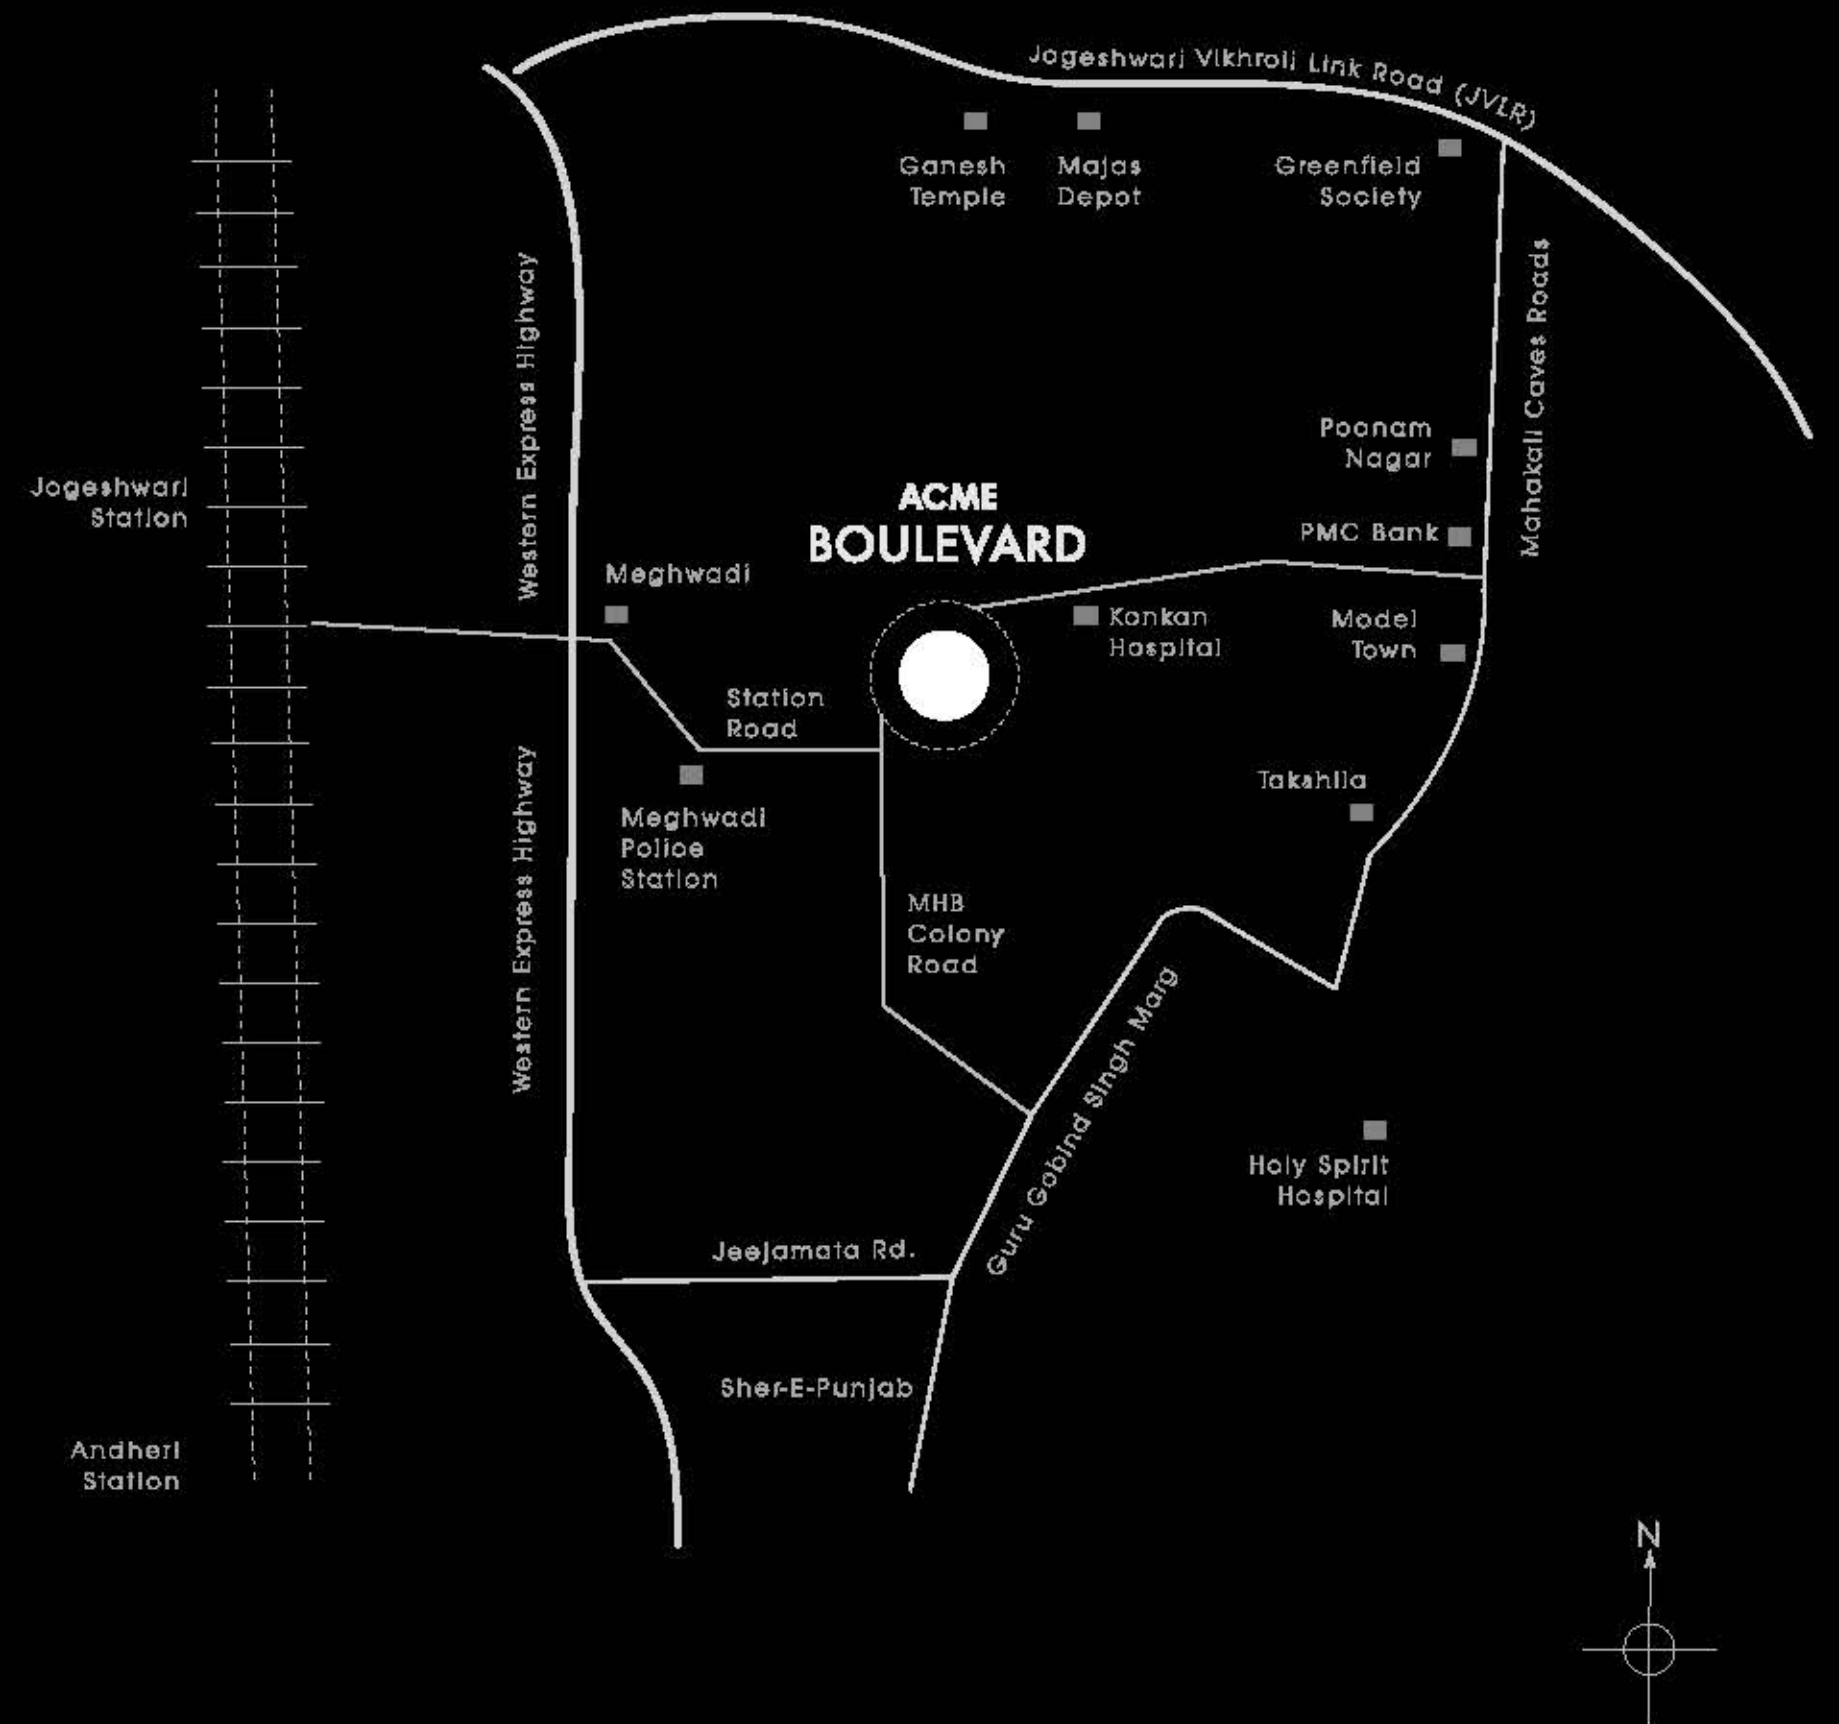 Jogeshwari Vikhroli Link Road (JVLR)
Ganesh
Temple
Majas
Depot
Greenfield
Society
Western Express Highway
Mahakali Caves Roads
Poonam
Nagar
Jogeshwari
Station
ACME
BOULEVARD
PMC Bank
Meghwadi
Konkan
Hospital
Model
Town
Station
Road
Takshila
Western Express Highway
Meghwadi
Police
Station
MHB
Colony
Road
Guru Gobind Singh Marg
Holy Spirit
Hospital
Jeejamata Rd.
Sher-E-Punjab
Andheri
Station
N